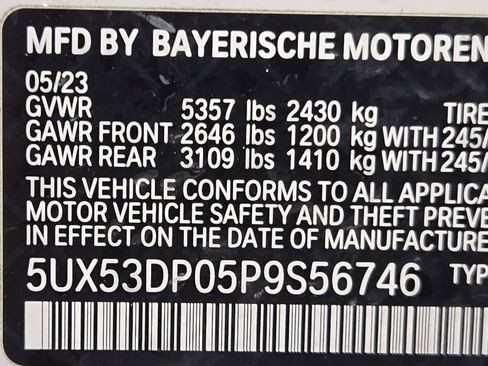 MFD BY BAYERISCHE MOTOREN
05/23
GVWR 5357 lbs 2430 kg TIRE
GAWR FRONT 2646 lbs 1200 kg WITH 245/
GAWR REAR 3109 lbs 1410 kg WITH 245/
THIS VEHICLE CONFORMS TO ALL APPLICA
MOTOR VEHICLE SAFETY AND THEFT PREVE
IN EFFECT ON THE DATE OF MANUFACTURE
5UX53DP05P9S56746 TYP